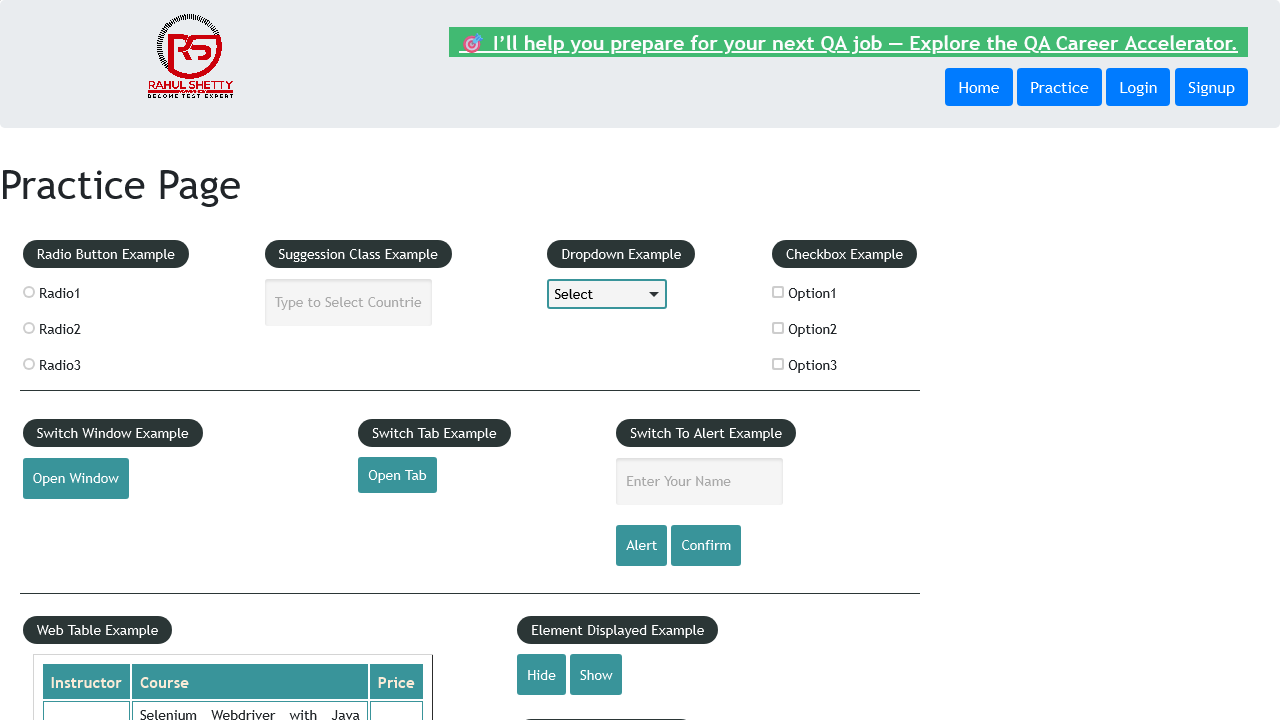 RAHUL SHETTY
BECOME TEST EXPERT
🎯 I’ll help you prepare for your next QA job — Explore the QA Career Accelerator.
Home Practice Login Signup
Practice Page
Radio Button Example
Radio1
Radio2
Radio3
Suggession Class Example
Type to Select Countrie
Dropdown Example
Select
Checkbox Example
Option1
Option2
Option3
Switch Window Example
Open Window
Switch Tab Example
Open Tab
Switch To Alert Example
Enter Your Name
Alert Confirm
Web Table Example
Instructor Course Price
Selenium Webdriver with Java
Element Displayed Example
Hide Show